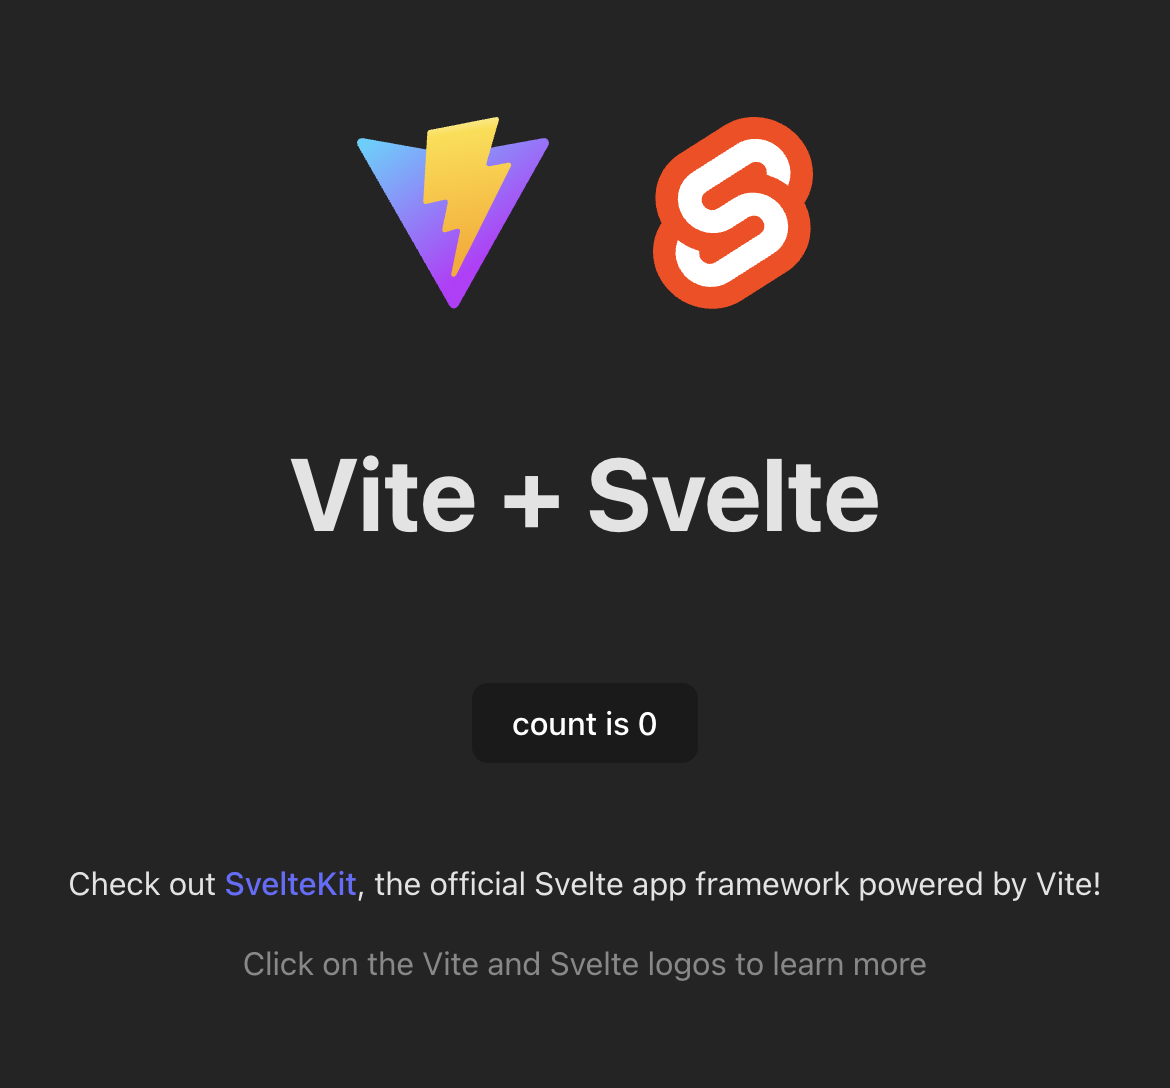 Vite + Svelte
count is 0
Check out SvelteKit, the official Svelte app framework powered by Vite!
Click on the Vite and Svelte logos to learn more